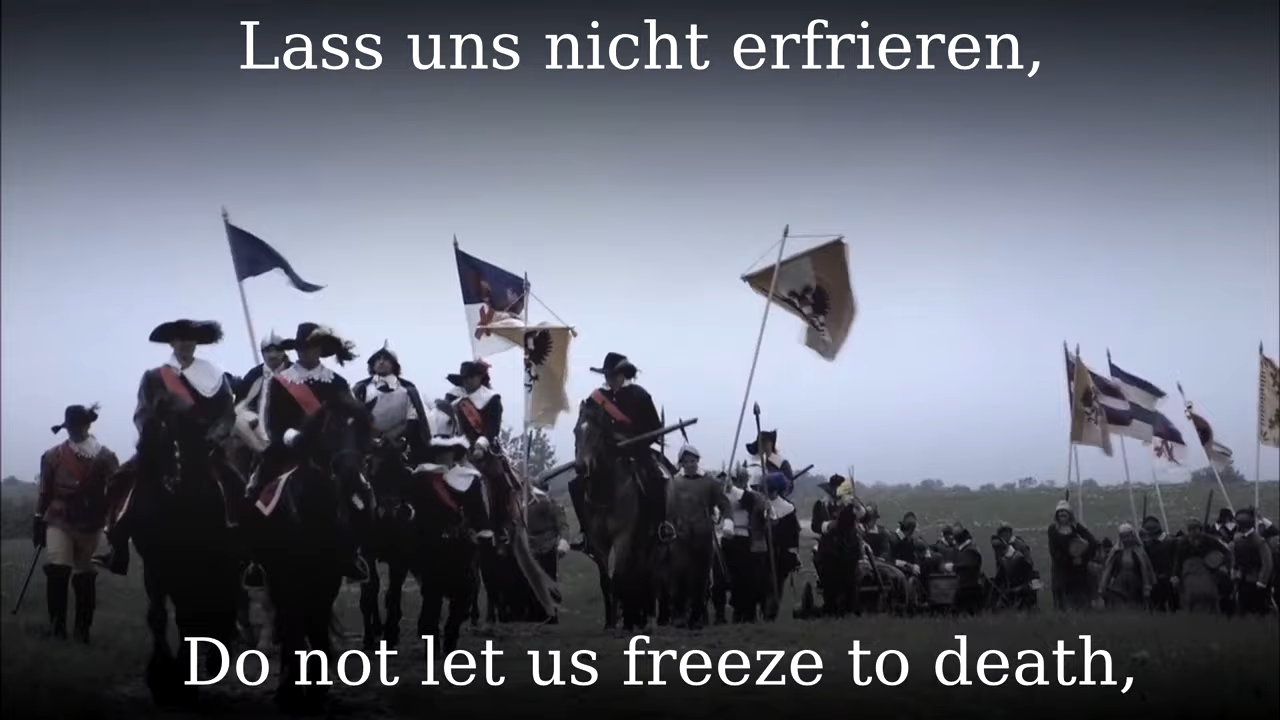 Lass uns nicht erfrieren,
Do not let us freeze to death,